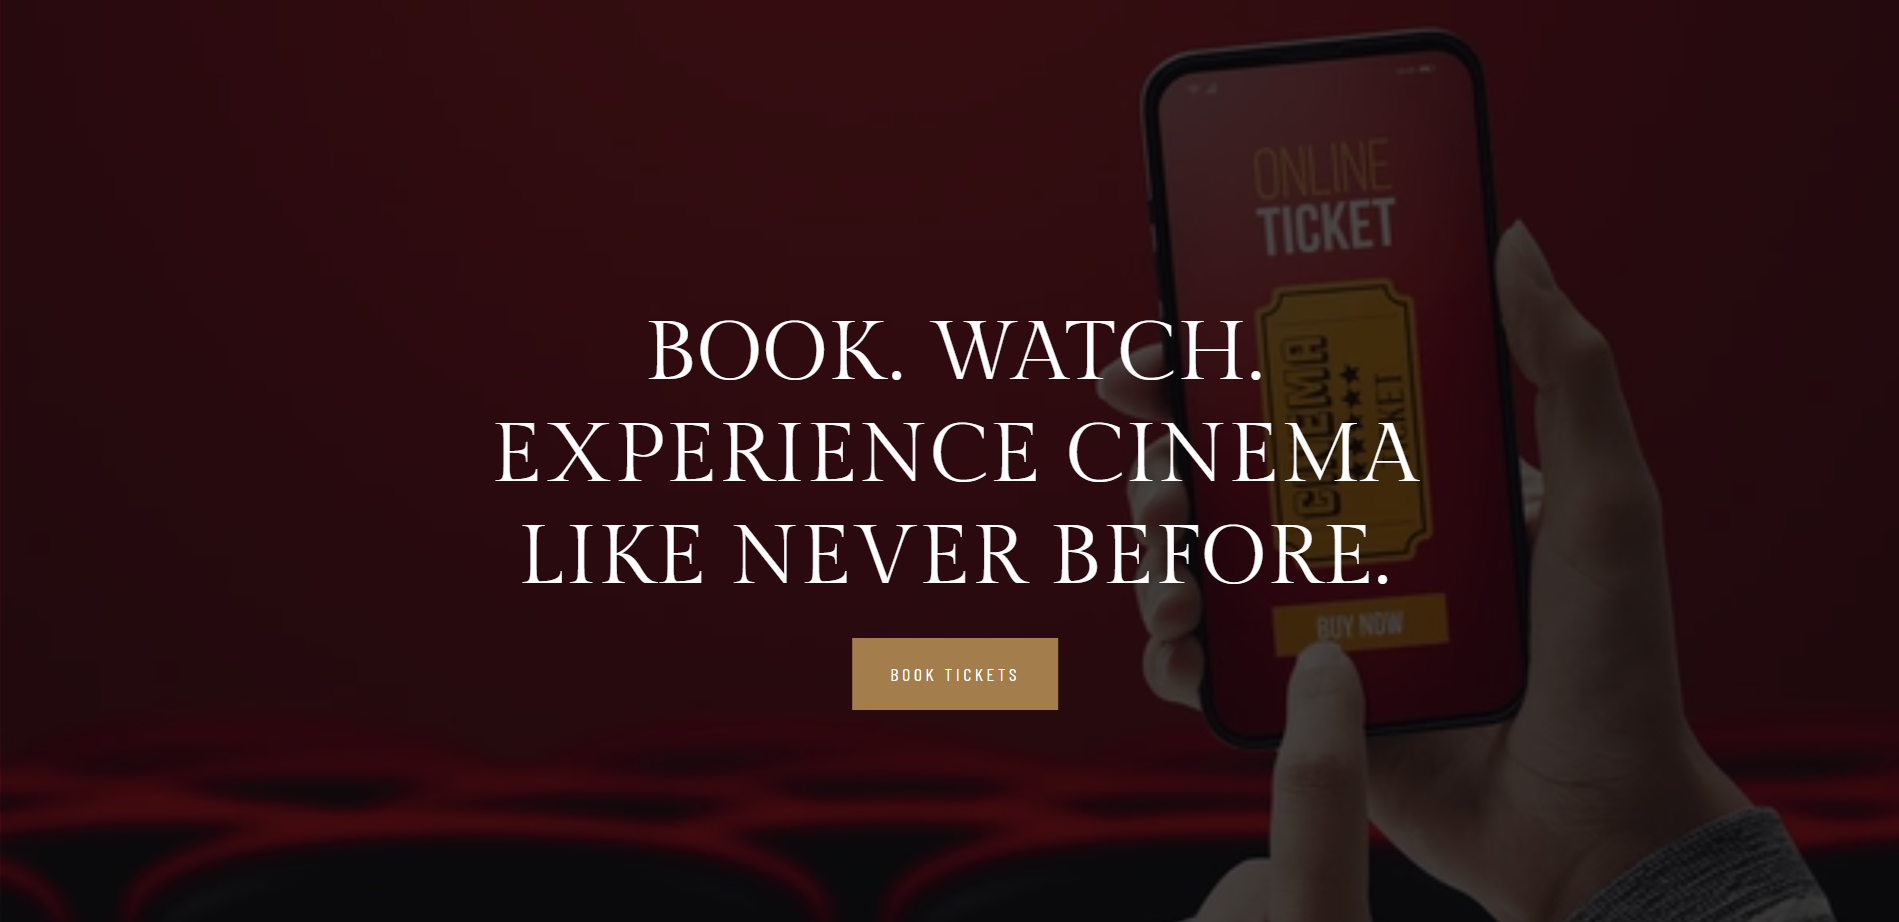 ONLINE
TICKET
BOOK. WATCH.
EXPERIENCE CINEMA
LIKE NEVER BEFORE.
CINEMA
TICKET
BUY NOW
BOOK TICKETS